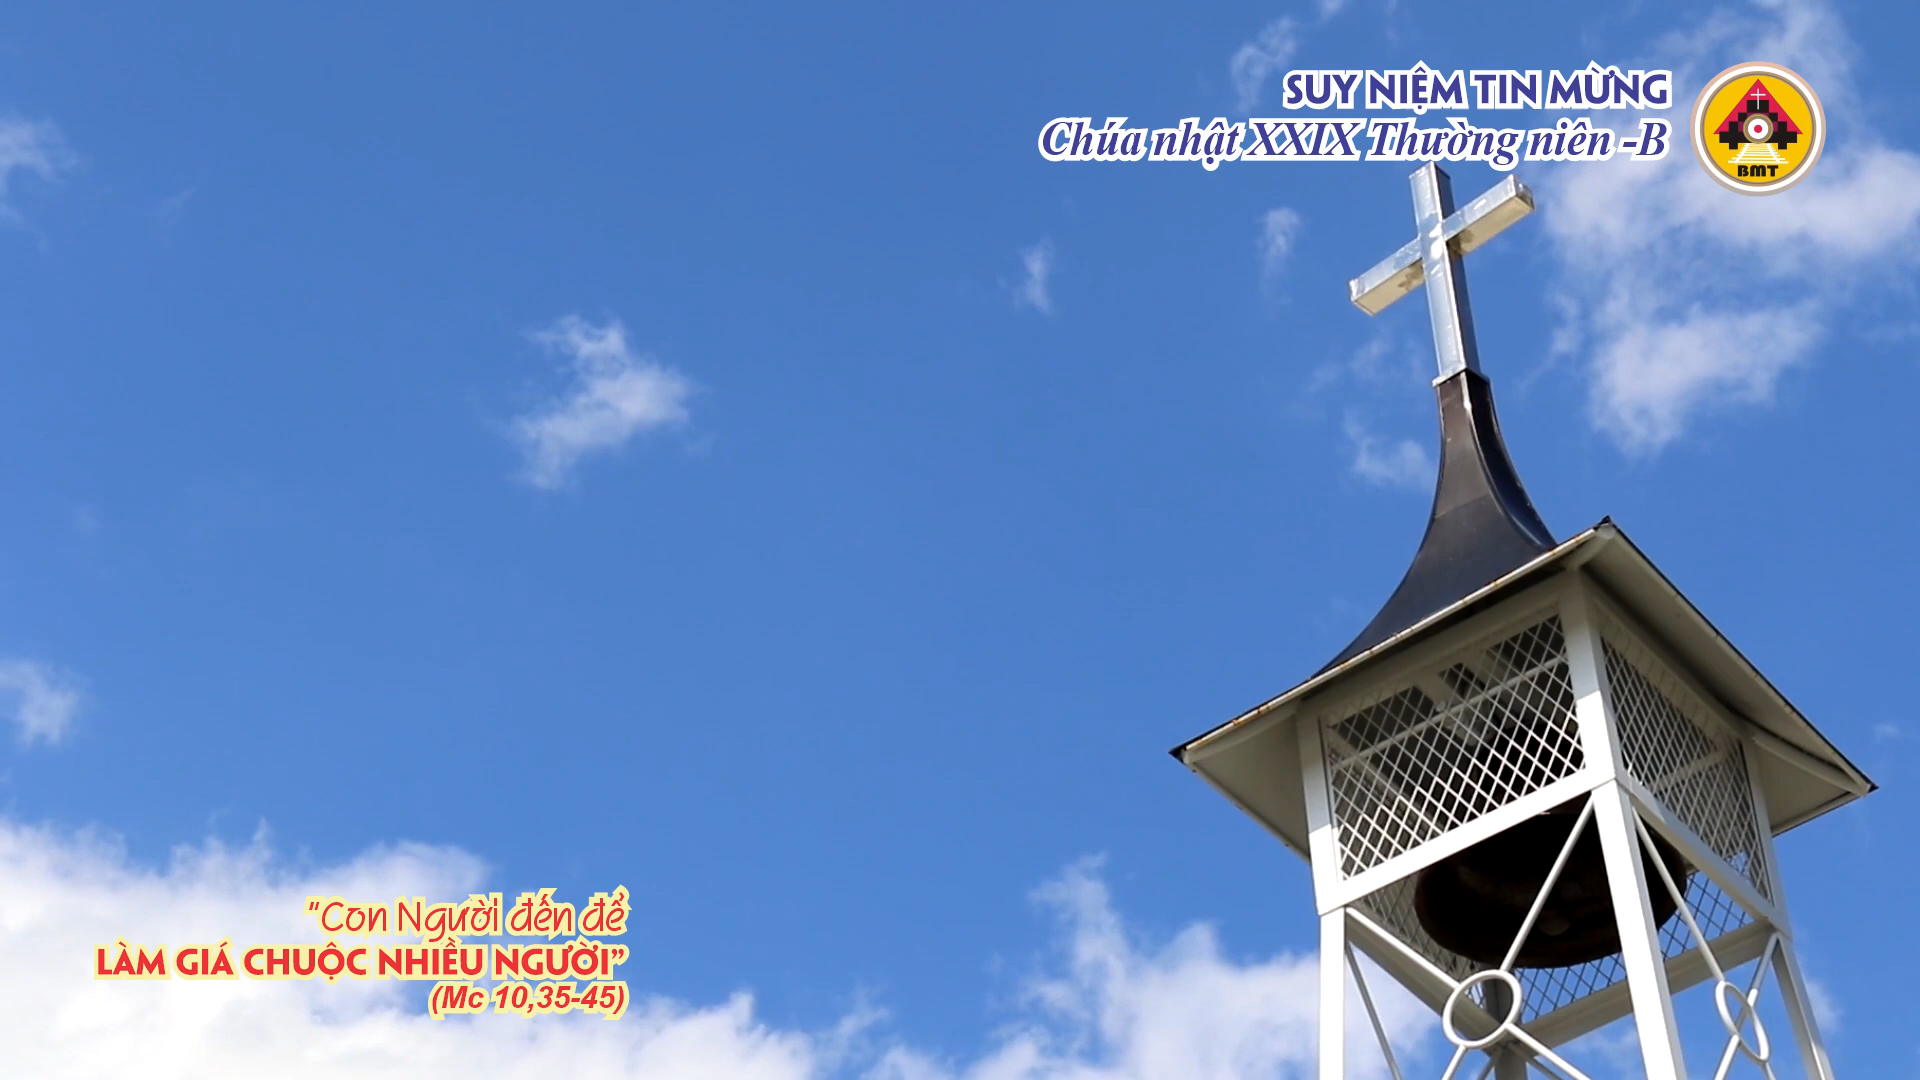 SUY NIỆM TIN MỪNG
Chúa nhật XXIX Thường niên -B
BMT
"Con Người đến để
LÀM GIÁ CHUỘC NHIỀU NGƯỜI”
(Mc 10,35-45)